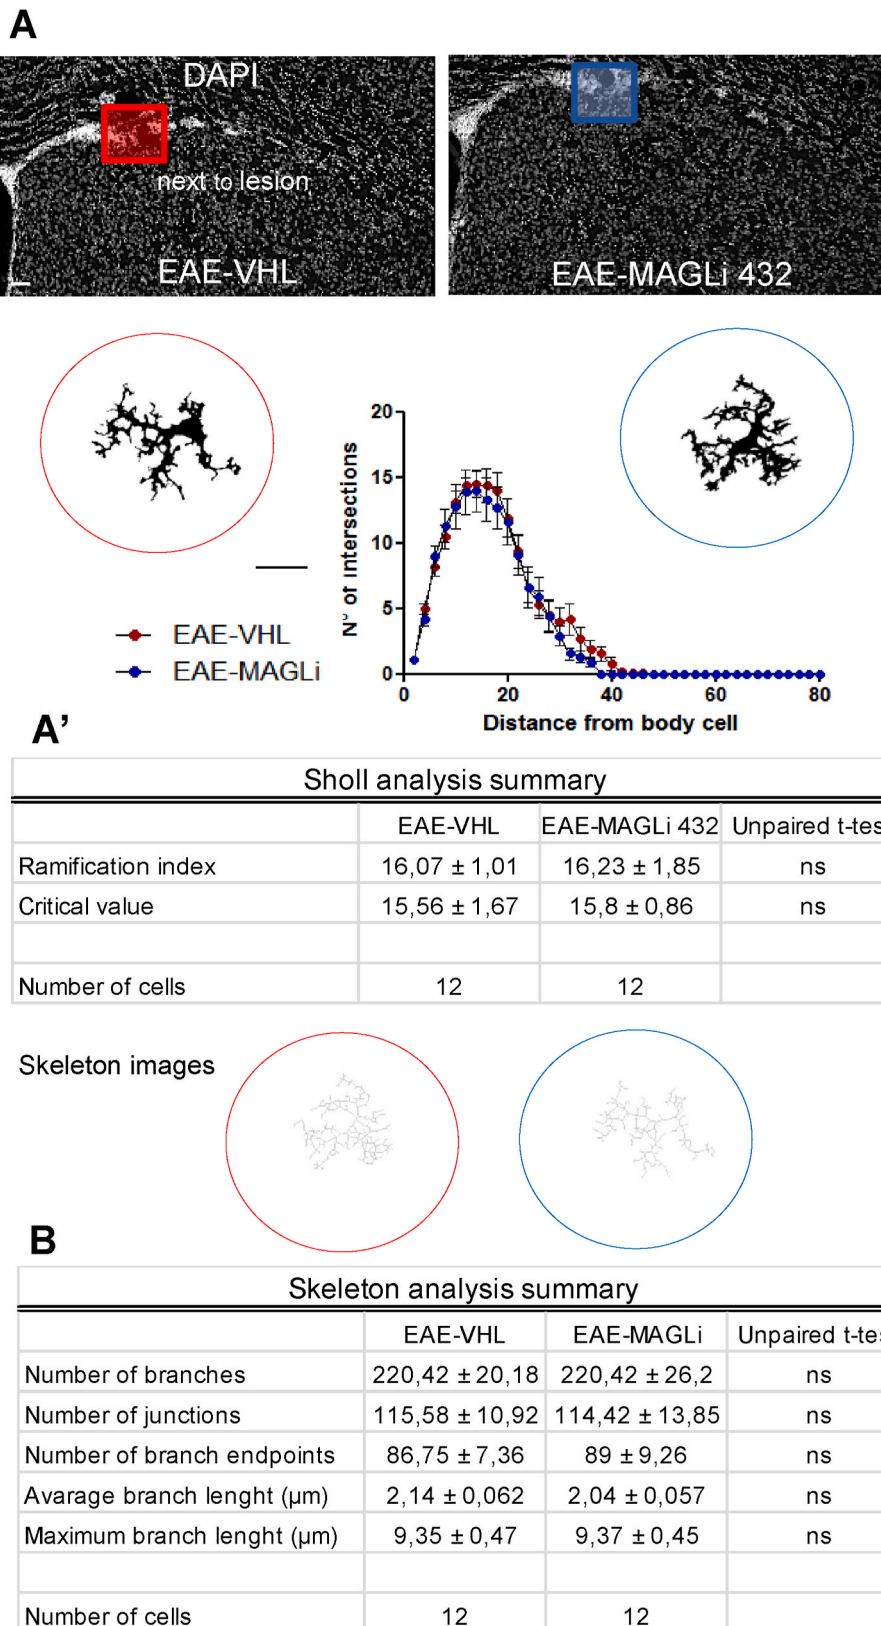 A
DAPI
next to lesion
EAE-VHL
EAE-MAGLi 432
20
15
10
5
0
N° of intersections
0 20 40 60 80
Distance from body cell
EAE-VHL
EAE-MAGLi
A’
Sholl analysis summary
EAE-VHL EAE-MAGLi 432 Unpaired t-tes
Ramification index 16,07 ± 1,01 16,23 ± 1,85 ns
Critical value 15,56 ± 1,67 15,8 ± 0,86 ns
Number of cells 12 12
Skeleton images
B
Skeleton analysis summary
EAE-VHL EAE-MAGLi Unpaired t-tes
Number of branches 220,42 ± 20,18 220,42 ± 26,2 ns
Number of junctions 115,58 ± 10,92 114,42 ± 13,85 ns
Number of branch endpoints 86,75 ± 7,36 89 ± 9,26 ns
Avarage branch lenght (µm) 2,14 ± 0,062 2,04 ± 0,057 ns
Maximum branch lenght (µm) 9,35 ± 0,47 9,37 ± 0,45 ns
Number of cells 12 12